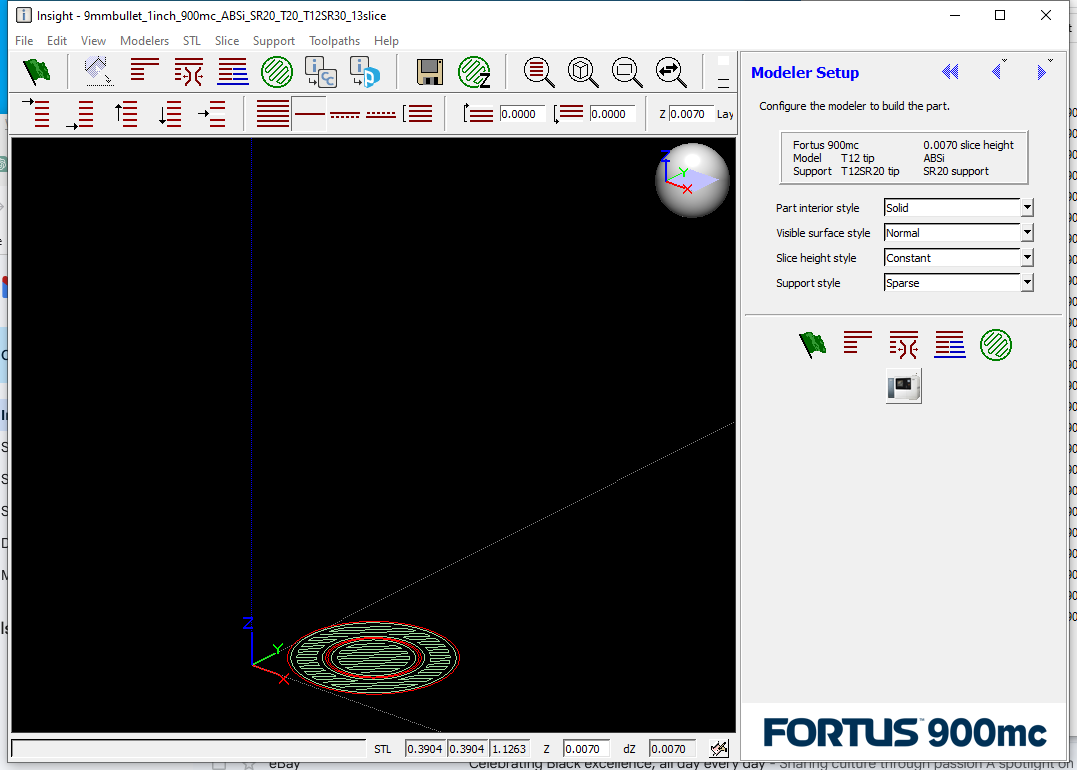 Insight - 9mmbullet_1inch_900mc_ABSi_SR20_T20_T12SR30_13slice
File Edit View Modelers STL Slice Support Toolpaths Help
0.0000 0.0000 Z 0.0070 Lay
Modeler Setup
Configure the modeler to build the part.
Fortus 900mc 0.0070 slice height
Model T12 tip ABSi
Support T12SR20 tip SR20 support
Part interior style Solid
Visible surface style Normal
Slice height style Constant
Support style Sparse
Z
Y
X
Z
Y
X
FORTUS™ 900mc
STL 0.3904 0.3904 1.1263 Z 0.0070 dZ 0.0070
eBay Celebrating Black excellence, all day every day - Sharing culture through passion A spotlight on